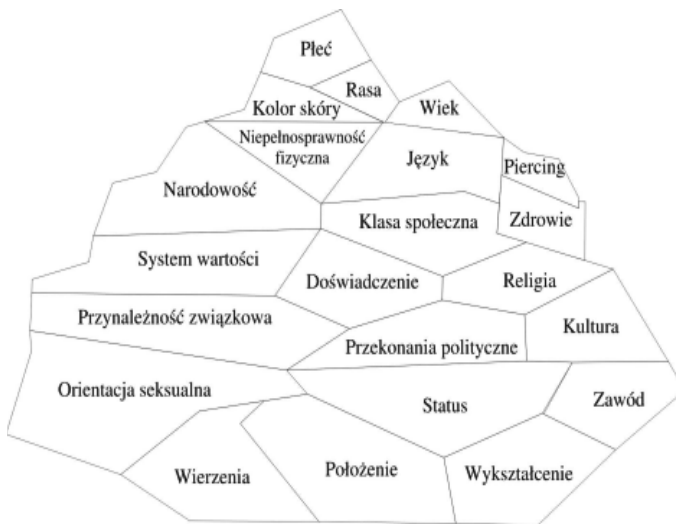 Płeć
Rasa
Kolor skóry
Wiek
Niepełnosprawność
fizyczna
Język
Piercing
Narodowość
Klasa społeczna
Zdrowie
System wartości
Doświadczenie
Religia
Przynależność związkowa
Kultura
Przekonania polityczne
Orientacja seksualna
Status
Zawód
Wierzenia
Położenie
Wykształcenie